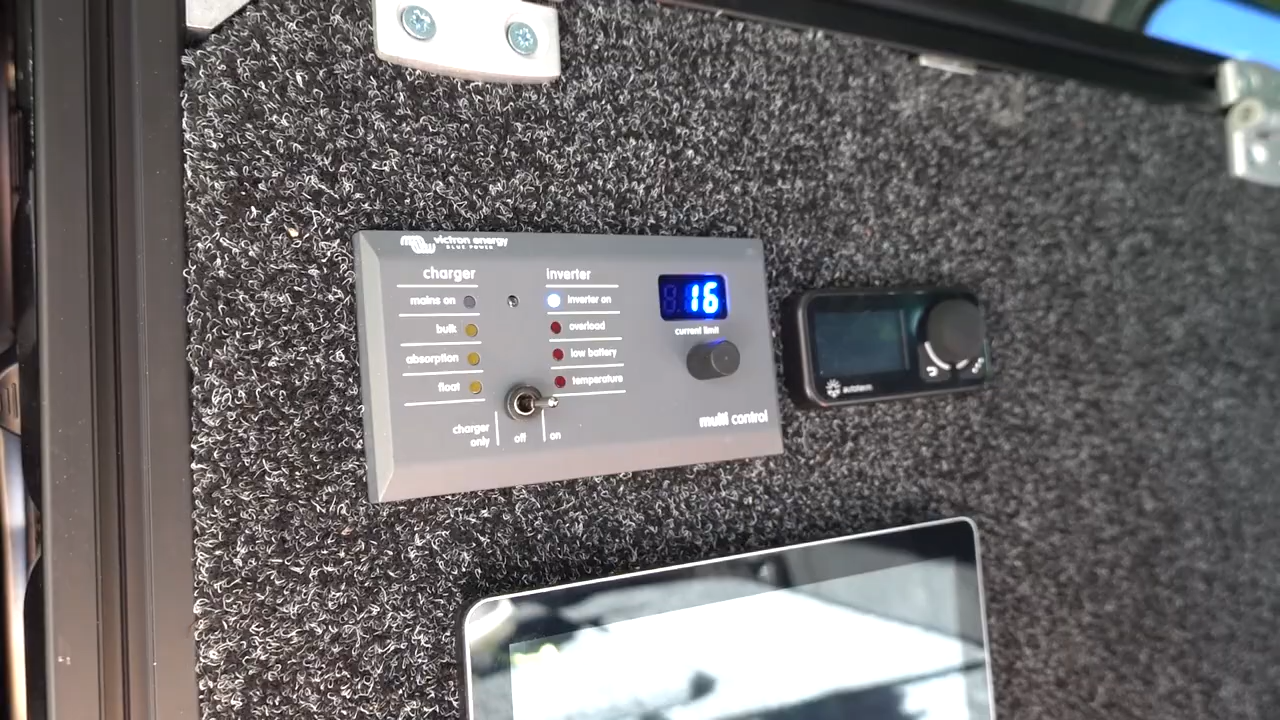 victron energy
BLUE POWER
charger
inverter
mains on
inverter on
bulk
overload
absorption
low battery
float
temperature
charger only
off
on
16
current limit
multi control
autoterm